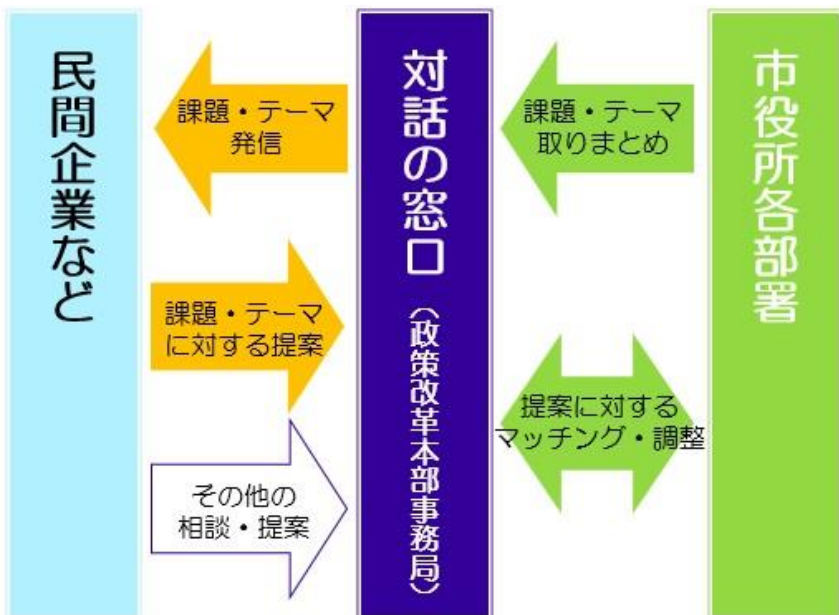 民間企業など
課題・テーマ
発信
課題・テーマ
に対する提案
その他の
相談・提案
対話の窓口
(政策改革本部事務局)
課題・テーマ
取りまとめ
提案に対する
マッチング・調整
市役所各部署